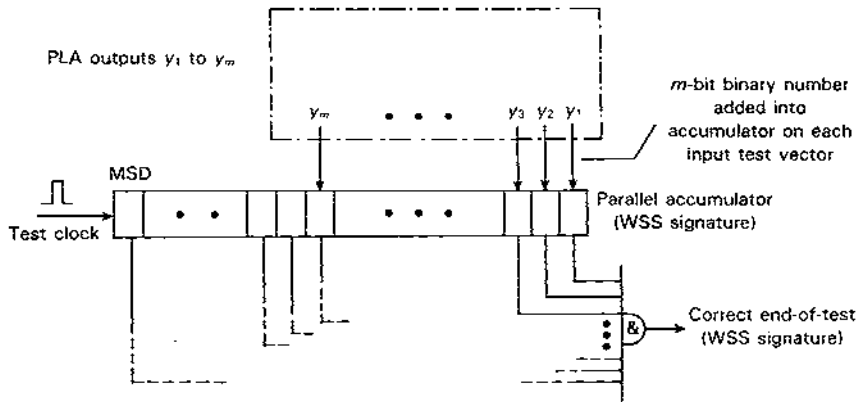 PLA outputs y₁ to yₘ
yₘ
y₃ y₂ y₁
m-bit binary number
added into
accumulator on each
input test vector
MSD
Test clock
Parallel accumulator
(WSS signature)
&
Correct end-of-test
(WSS signature)